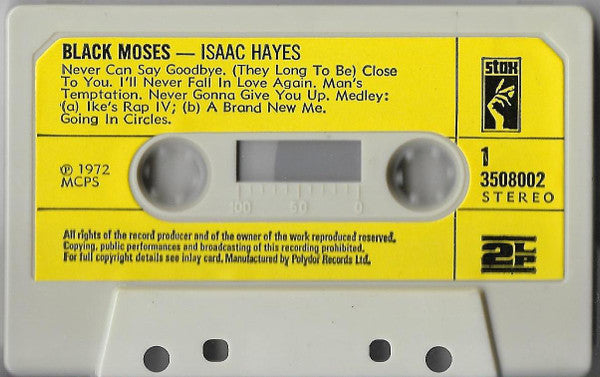 BLACK MOSES — ISAAC HAYES
Never Can Say Goodbye. (They Long To Be) Close
To You. I'll Never Fall In Love Again. Man's
Temptation. Never Gonna Give You Up. Medley:
(a) Ike's Rap IV; (b) A Brand New Me.
Going In Circles.
stax
℗ 1972
MCPS
100 50 0
1
3508002
STEREO
All rights of the record producer and of the owner of the work reproduced reserved.
Copying, public performances and broadcasting of this recording prohibited.
For full copyright details see inlay card. Manufactured by Polydor Records Ltd.
2LP